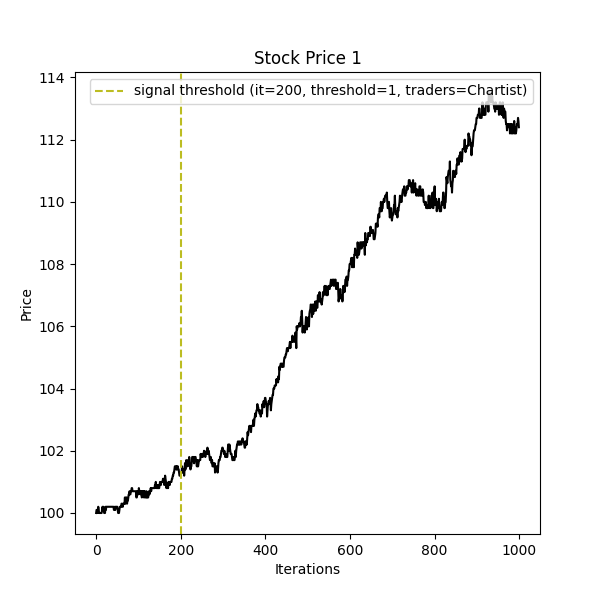 Stock Price 1
signal threshold (it=200, threshold=1, traders=Chartist)
114
112
110
108
106
104
102
100
Price
0 200 400 600 800 1000
Iterations